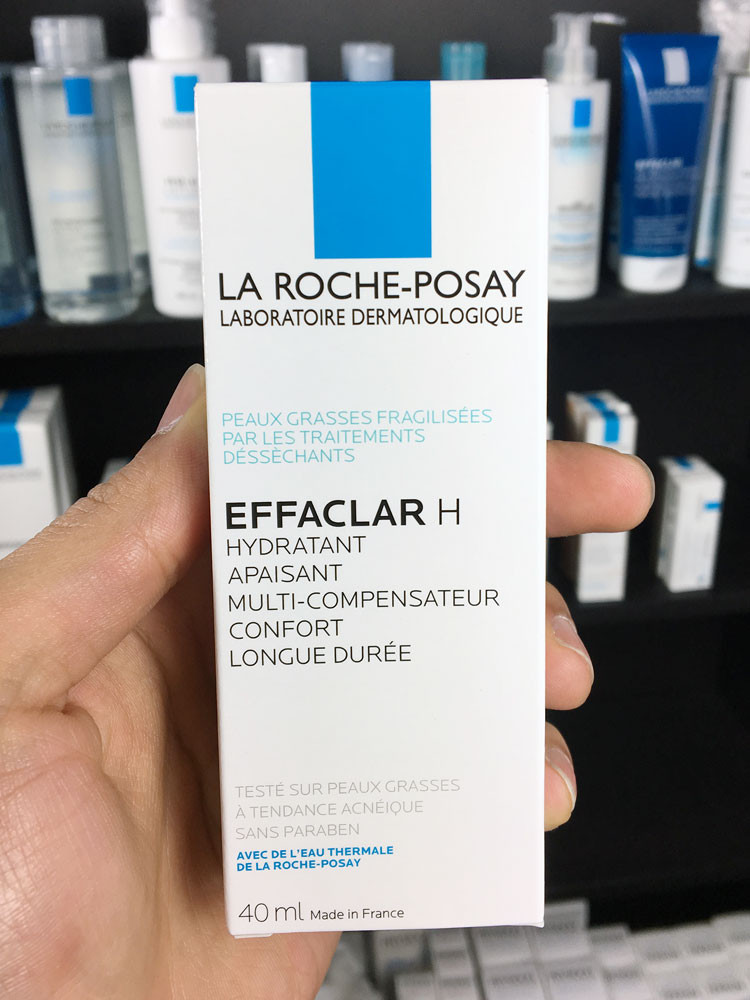 LA ROCHE-POSAY
LABORATOIRE DERMATOLOGIQUE
PEAUX GRASSES FRAGILISÉES
PAR LES TRAITEMENTS
DÉSSÈCHANTS
EFFACLAR H
HYDRATANT
APAISANT
MULTI-COMPENSATEUR
CONFORT
LONGUE DURÉE
TESTÉ SUR PEAUX GRASSES
À TENDANCE ACNÉIQUE
SANS PARABEN
AVEC DE L'EAU THERMALE
DE LA ROCHE-POSAY
40 ml Made in France
EFFACLAR